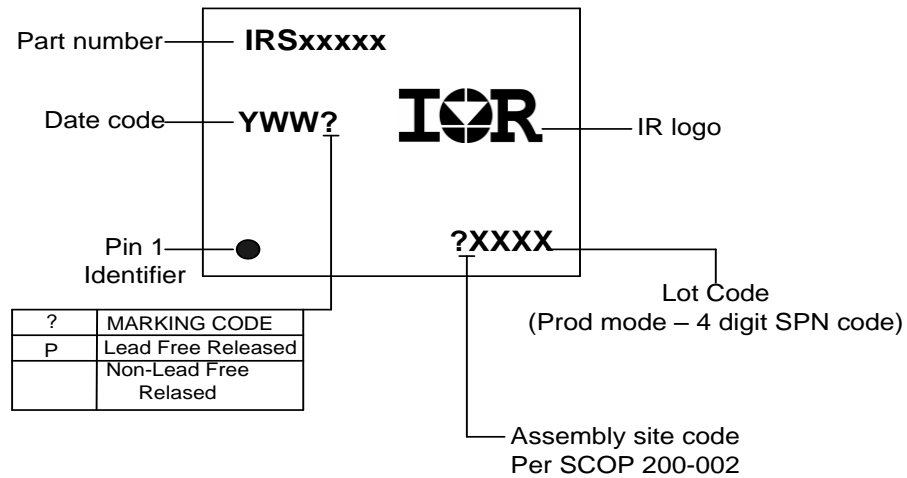 Part number
IRSxxxxx
Date code
YWW?
IOR
IR logo
Pin 1
Identifier
?XXXX
Lot Code
(Prod mode – 4 digit SPN code)
? MARKING CODE
P Lead Free Released
Non-Lead Free
Relased
Assembly site code
Per SCOP 200-002